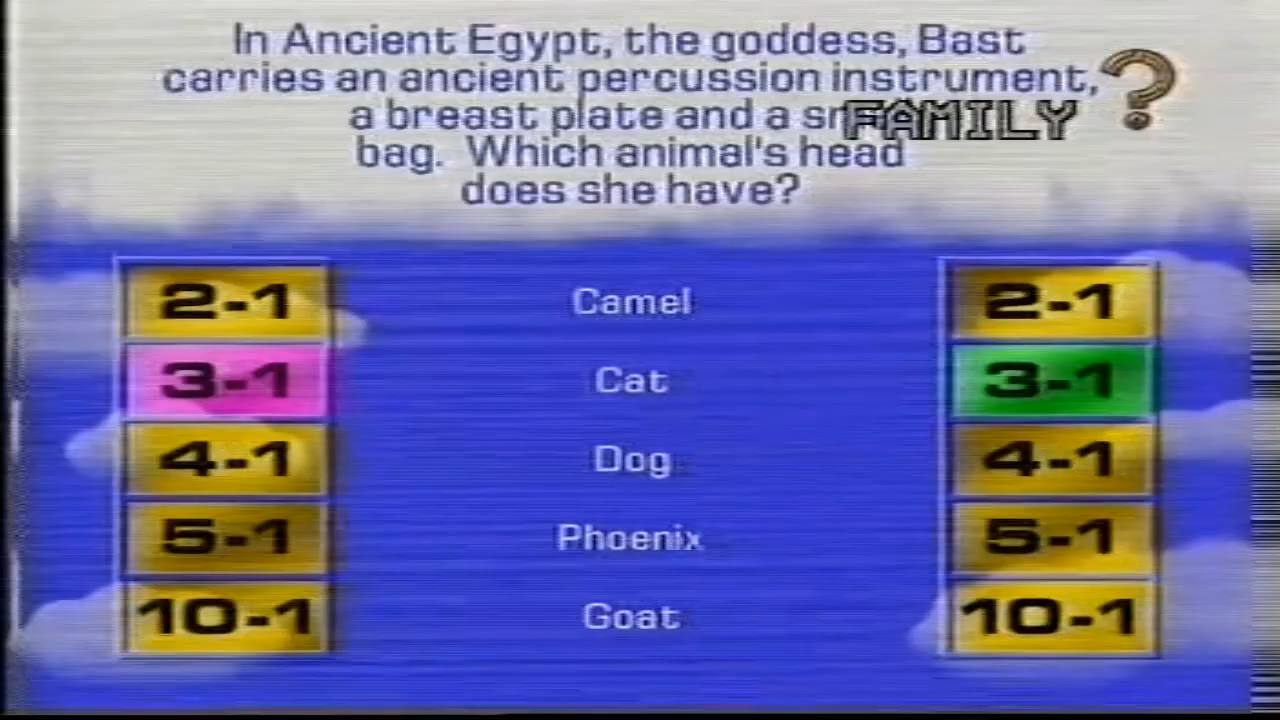 In Ancient Egypt, the goddess, Bast
carries an ancient percussion instrument,
a breast plate and a
FAMILY
?
bag. Which animal's head
does she have?
2-1 Camel 2-1
3-1 Cat 3-1
4-1 Dog 4-1
5-1 Phoenix 5-1
10-1 Goat 10-1